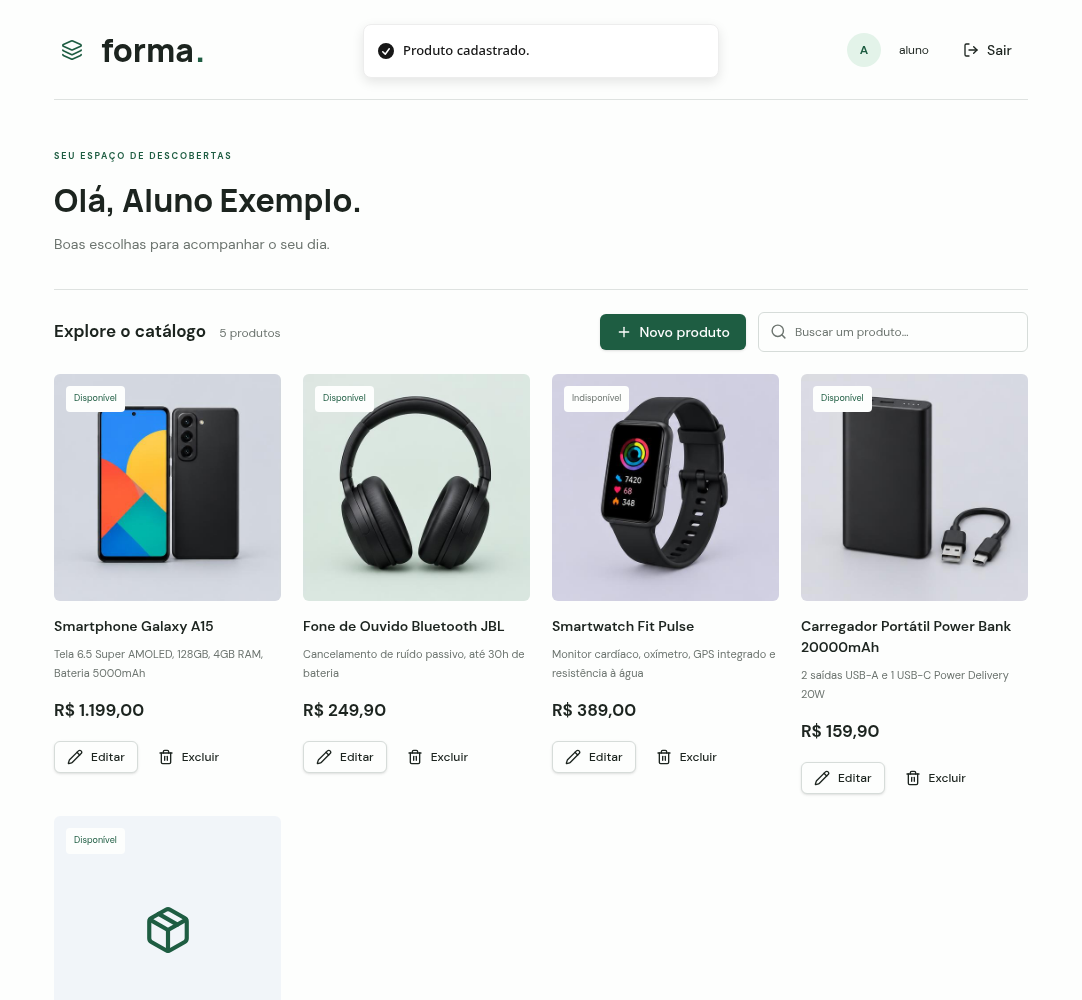 forma.
Produto cadastrado.
A
aluno
Sair
SEU ESPAÇO DE DESCOBERTAS
Olá, Aluno Exemplo.
Boas escolhas para acompanhar o seu dia.
Explore o catálogo
5 produtos
Novo produto
Buscar um produto...
Disponível
Disponível
Indisponível
7420
68
348
Disponível
Smartphone Galaxy A15
Tela 6.5 Super AMOLED, 128GB, 4GB RAM,
Bateria 5000mAh
R$ 1.199,00
Editar
Excluir
Fone de Ouvido Bluetooth JBL
Cancelamento de ruído passivo, até 30h de
bateria
R$ 249,90
Editar
Excluir
Smartwatch Fit Pulse
Monitor cardíaco, oxímetro, GPS integrado e
resistência à água
R$ 389,00
Editar
Excluir
Carregador Portátil Power Bank
20000mAh
2 saídas USB-A e 1 USB-C Power Delivery
20W
R$ 159,90
Editar
Excluir
Disponível